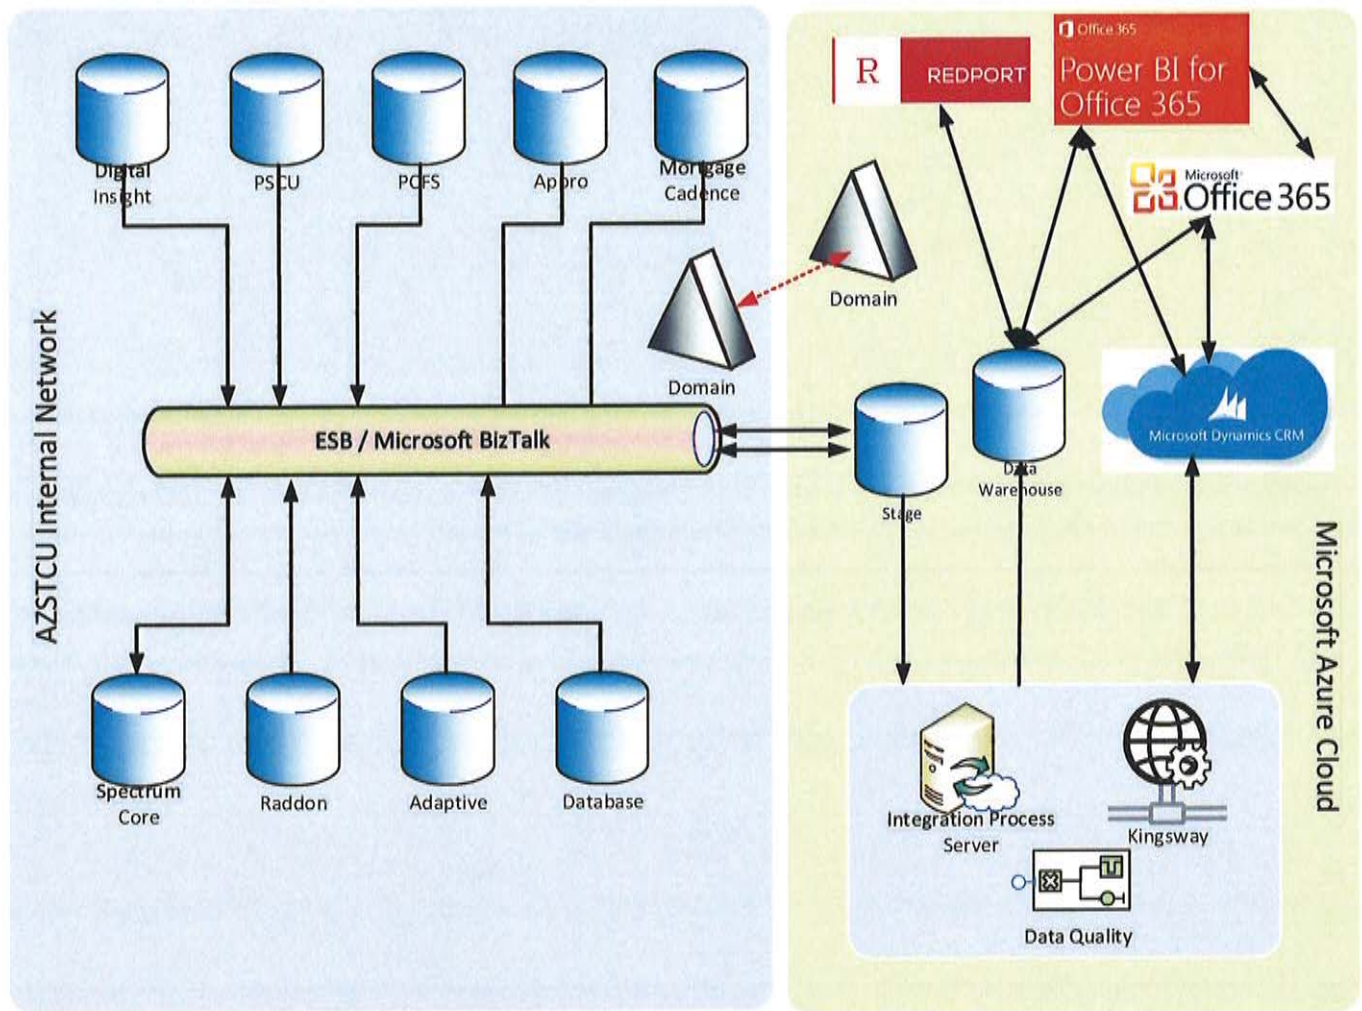 Digital
Insight
PSCU
PCFS
Appro
Mortgage
Cadence
AZSTCU Internal Network
Domain
ESB / Microsoft BizTalk
Spectrum
Core
Raddon
Adaptive
Database
R REDPORT
Office 365
Power BI for
Office 365
Microsoft
Office 365
Domain
Data
Warehouse
Stage
Microsoft Dynamics CRM
Microsoft Azure Cloud
Integration Process
Server
Kingsway
Data Quality